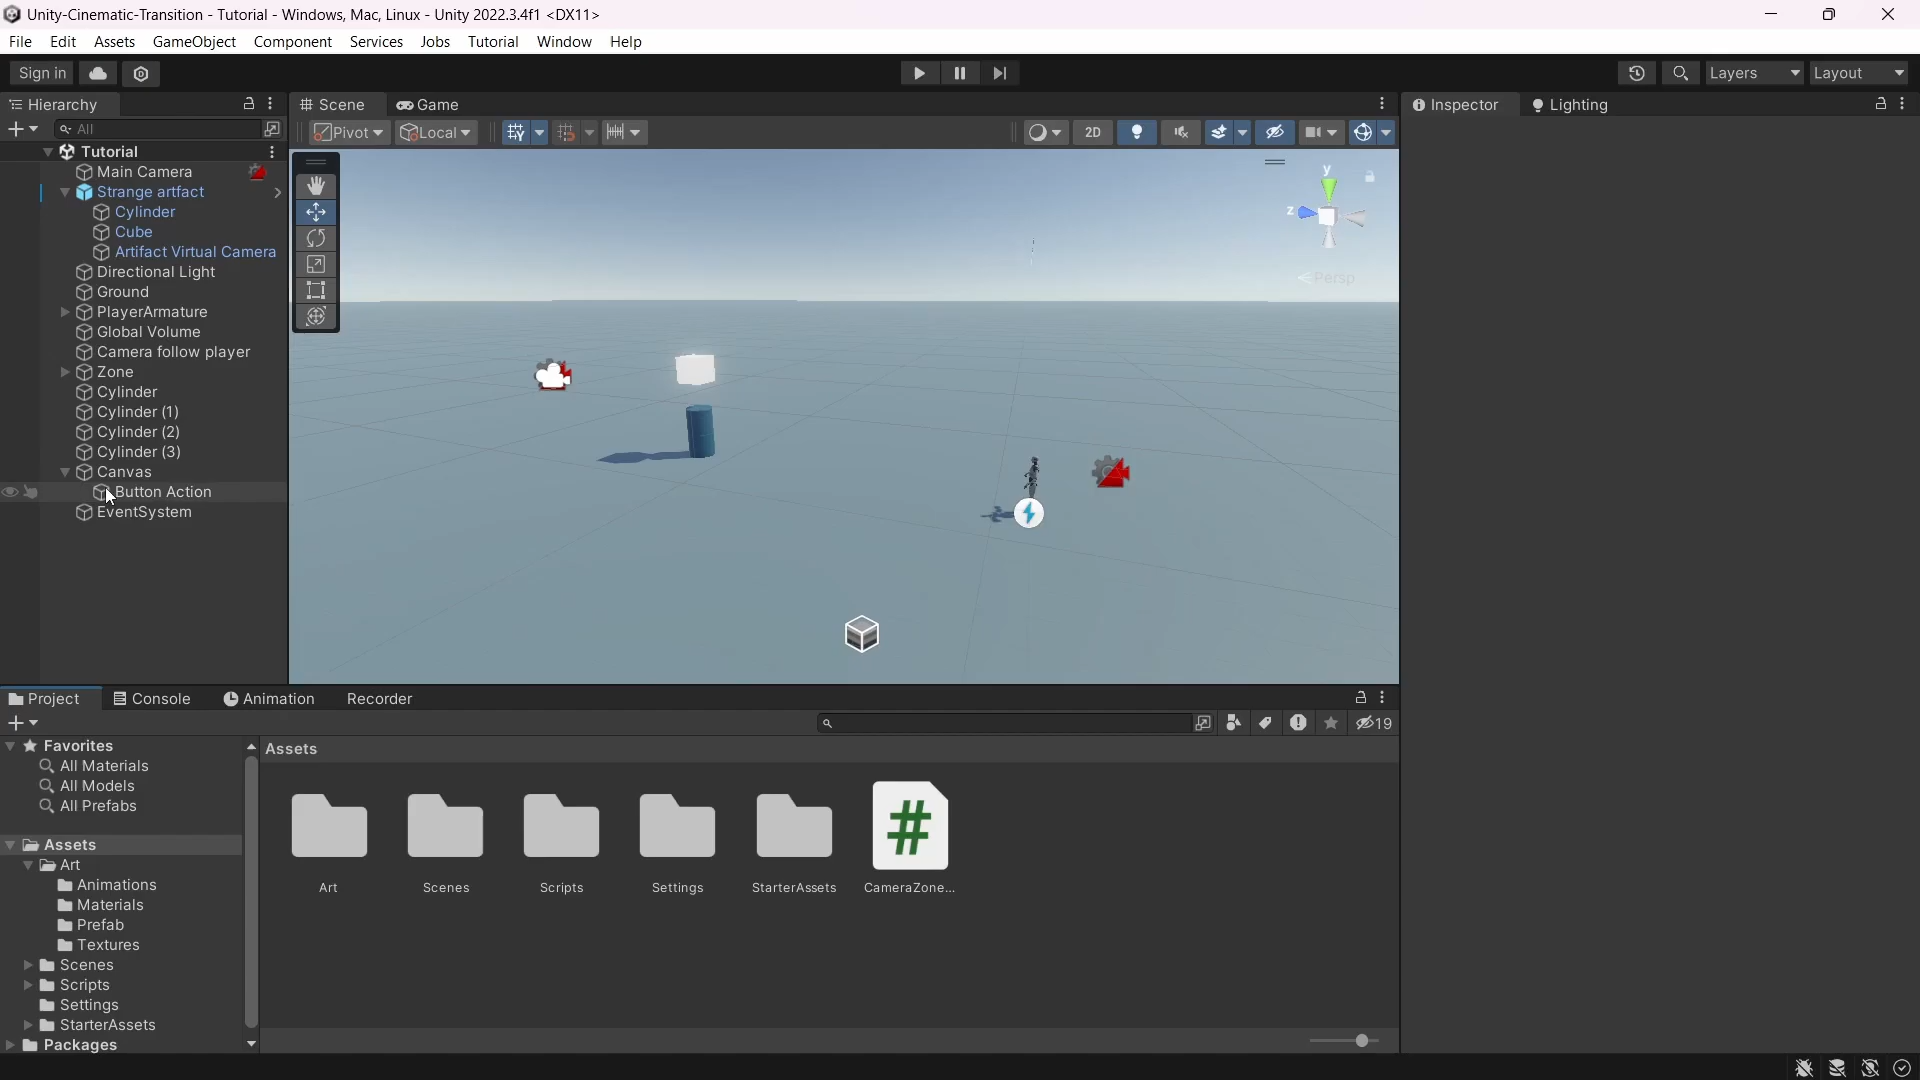 Unity-Cinematic-Transition - Tutorial - Windows, Mac, Linux - Unity 2022.3.4f1 <DX11>
File Edit Assets GameObject Component Services Jobs Tutorial Window Help
Sign in Layers Layout
Hierarchy Scene Game Inspector Lighting
All Pivot Local 2D
Tutorial
Main Camera
Strange artfact
Cylinder
Cube
Artifact Virtual Camera
Directional Light
Ground
PlayerArmature
Global Volume
Camera follow player
Zone
Cylinder
Cylinder (1)
Cylinder (2)
Cylinder (3)
Canvas
Button Action
EventSystem
y
z
Persp
Project Console Animation Recorder
19
Favorites
All Materials
All Models
All Prefabs
Assets
Art
Animations
Materials
Prefab
Textures
Scenes
Scripts
Settings
StarterAssets
Packages
Assets
#
Art Scenes Scripts Settings StarterAssets CameraZone...